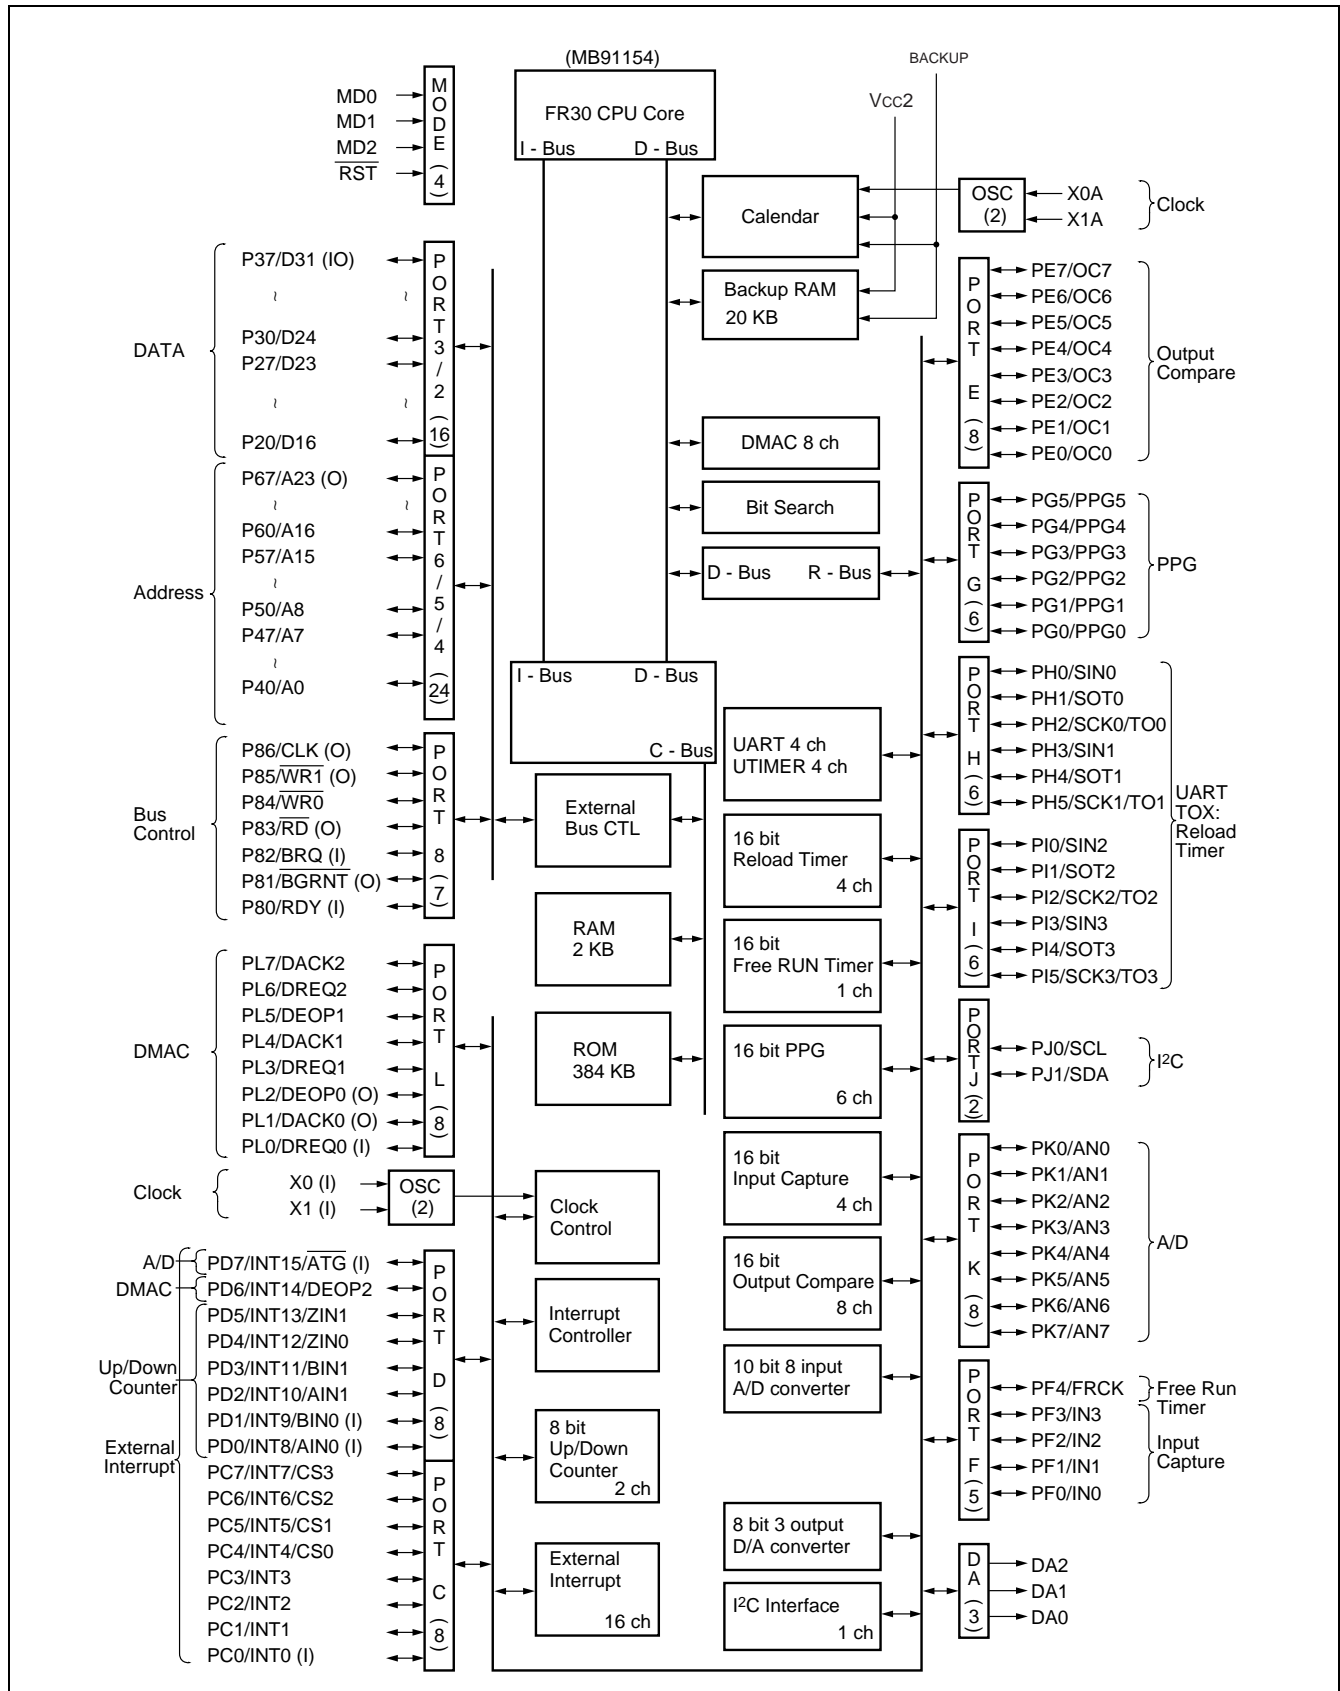 (MB91154)
BACKUP
FR30 CPU Core
I - Bus D - Bus
VCC2
MD0
MD1
MD2
RST
MODE (4)
Calendar
OSC
(2)
X0A
X1A
Clock
Backup RAM
20 KB
DATA
P37/D31 (IO)
~ ~
P30/D24
P27/D23
~ ~
P20/D16
PORT3/2 (16)
Address
P67/A23 (O)
~ ~
P60/A16
P57/A15
~
P50/A8
P47/A7
~
P40/A0
PORT6/5/4 (24)
Bus
Control
P86/CLK (O)
P85/WR1 (O)
P84/WR0
P83/RD (O)
P82/BRQ (I)
P81/BGRNT (O)
P80/RDY (I)
PORT 8 (7)
DMAC
PL7/DACK2
PL6/DREQ2
PL5/DEOP1
PL4/DACK1
PL3/DREQ1
PL2/DEOP0 (O)
PL1/DACK0 (O)
PL0/DREQ0 (I)
PORT L (8)
Clock
X0 (I)
X1 (I)
OSC
(2)
A/D
PD7/INT15/ATG (I)
DMAC
PD6/INT14/DEOP2
Up/Down
Counter
PD5/INT13/ZIN1
PD4/INT12/ZIN0
PD3/INT11/BIN1
PD2/INT10/AIN1
PD1/INT9/BIN0 (I)
PD0/INT8/AIN0 (I)
PORT D (8)
External
Interrupt
PC7/INT7/CS3
PC6/INT6/CS2
PC5/INT5/CS1
PC4/INT4/CS0
PC3/INT3
PC2/INT2
PC1/INT1
PC0/INT0 (I)
PORT C (8)
DMAC 8 ch
Bit Search
D - Bus R - Bus
I - Bus D - Bus
C - Bus
External
Bus CTL
RAM
2 KB
ROM
384 KB
Clock
Control
Interrupt
Controller
8 bit
Up/Down
Counter
2 ch
External
Interrupt
16 ch
UART 4 ch
UTIMER 4 ch
16 bit
Reload Timer
4 ch
16 bit
Free RUN Timer
1 ch
16 bit PPG
6 ch
16 bit
Input Capture
4 ch
16 bit
Output Compare
8 ch
10 bit 8 input
A/D converter
8 bit 3 output
D/A converter
I2C Interface
1 ch
PORT E (8)
PE7/OC7
PE6/OC6
PE5/OC5
PE4/OC4
PE3/OC3
PE2/OC2
PE1/OC1
PE0/OC0
Output
Compare
PORT G (6)
PG5/PPG5
PG4/PPG4
PG3/PPG3
PG2/PPG2
PG1/PPG1
PG0/PPG0
PPG
PORT H (6)
PH0/SIN0
PH1/SOT0
PH2/SCK0/TO0
PH3/SIN1
PH4/SOT1
PH5/SCK1/TO1
UART
TOX:
Reload
Timer
PORT I (6)
PI0/SIN2
PI1/SOT2
PI2/SCK2/TO2
PI3/SIN3
PI4/SOT3
PI5/SCK3/TO3
PORTJ (2)
PJ0/SCL
PJ1/SDA
I2C
PORT K (8)
PK0/AN0
PK1/AN1
PK2/AN2
PK3/AN3
PK4/AN4
PK5/AN5
PK6/AN6
PK7/AN7
A/D
PORT F (5)
PF4/FRCK
PF3/IN3
PF2/IN2
PF1/IN1
PF0/IN0
Free Run
Timer
Input
Capture
DA (3)
DA2
DA1
DA0